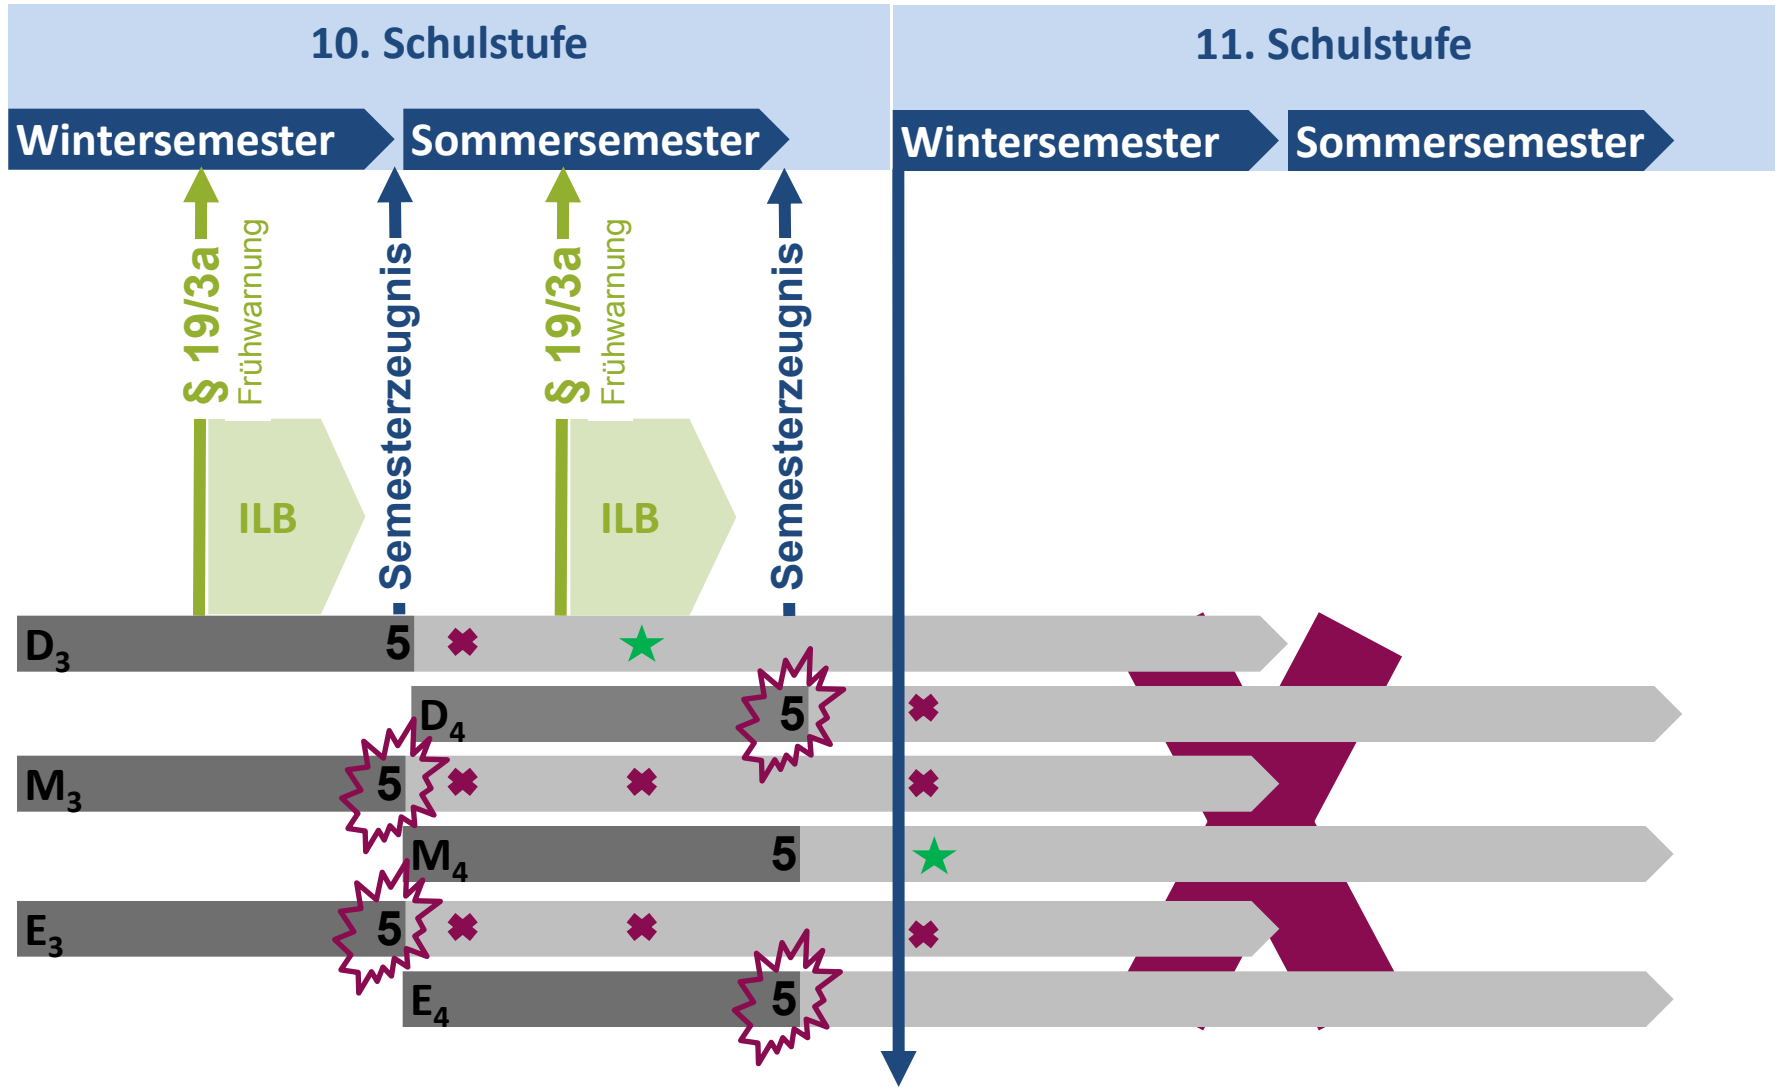 10. Schulstufe
11. Schulstufe
Wintersemester
Sommersemester
Wintersemester
Sommersemester
§ 19/3a
Frühwarnung
Semesterzeugnis
§ 19/3a
Frühwarnung
Semesterzeugnis
ILB
ILB
D3 5
D4 5
M3 5
M4 5
E3 5
E4 5